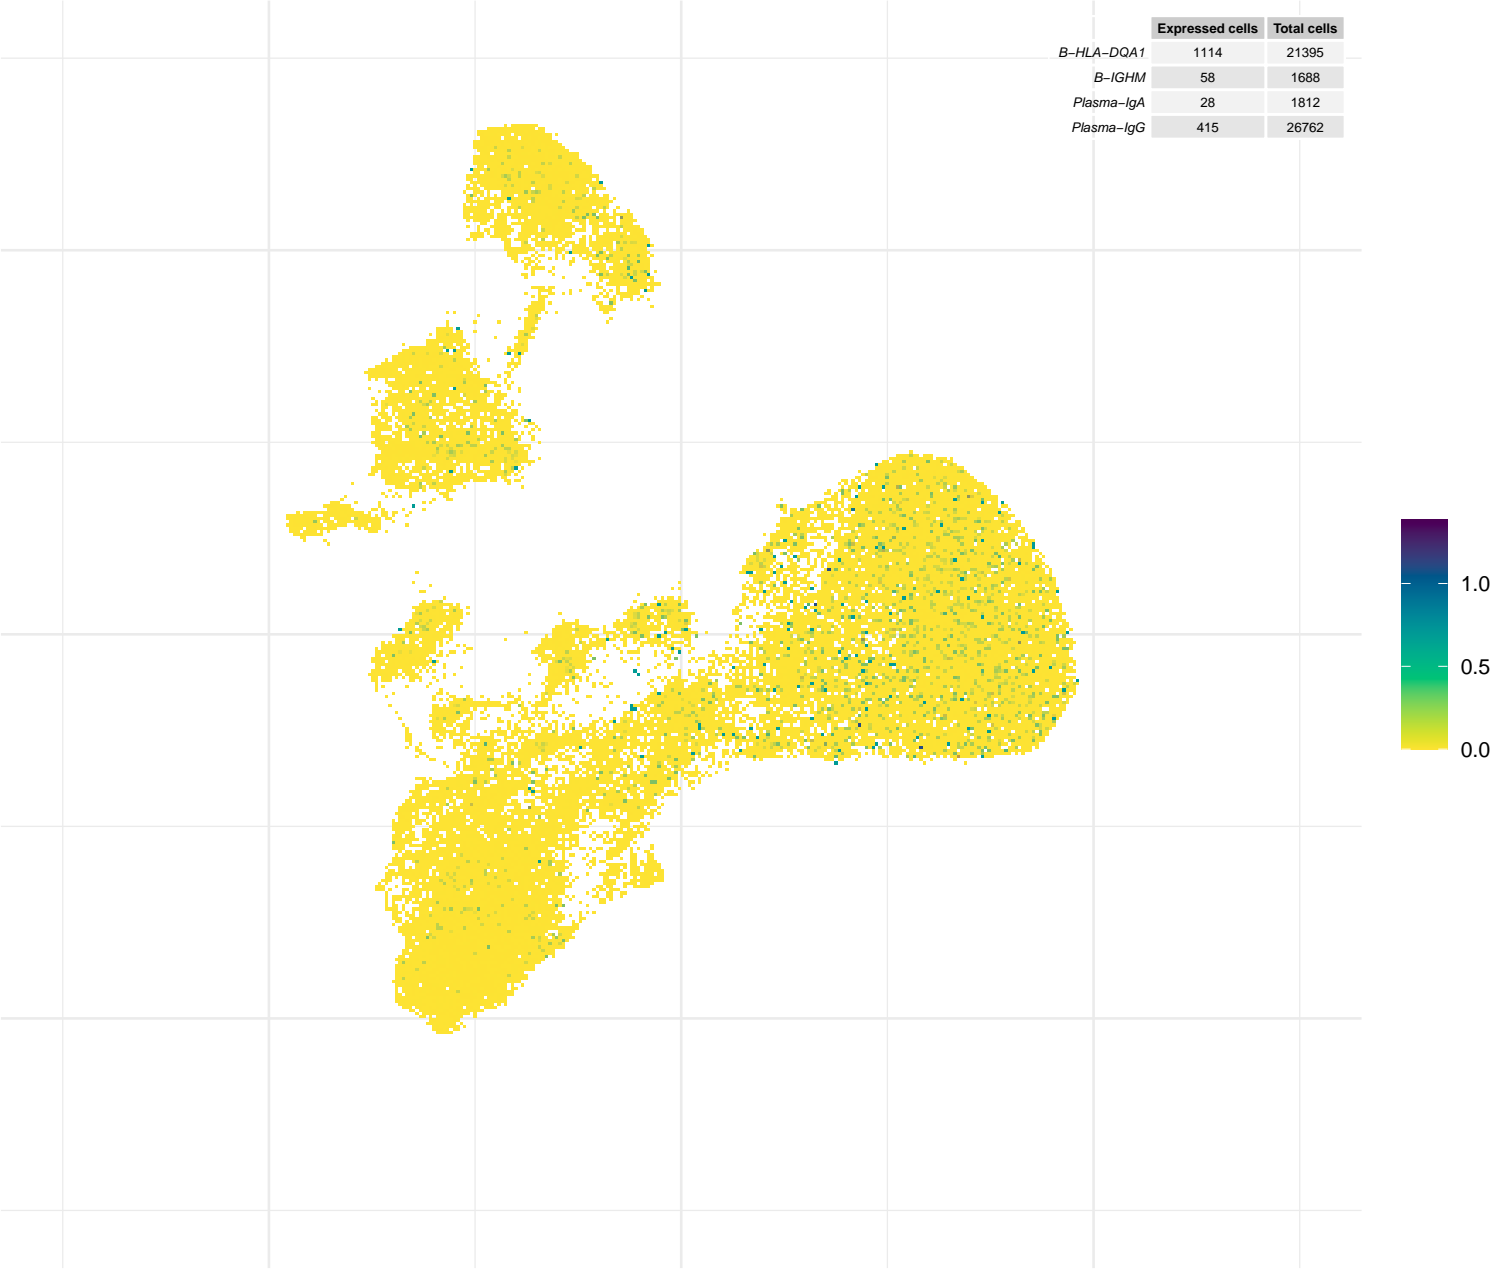 Expressed cells Total cells
B−HLA−DQA1 1114 21395
B−IGHM 58 1688
Plasma−IgA 28 1812
Plasma−IgG 415 26762
1.0
0.5
0.0